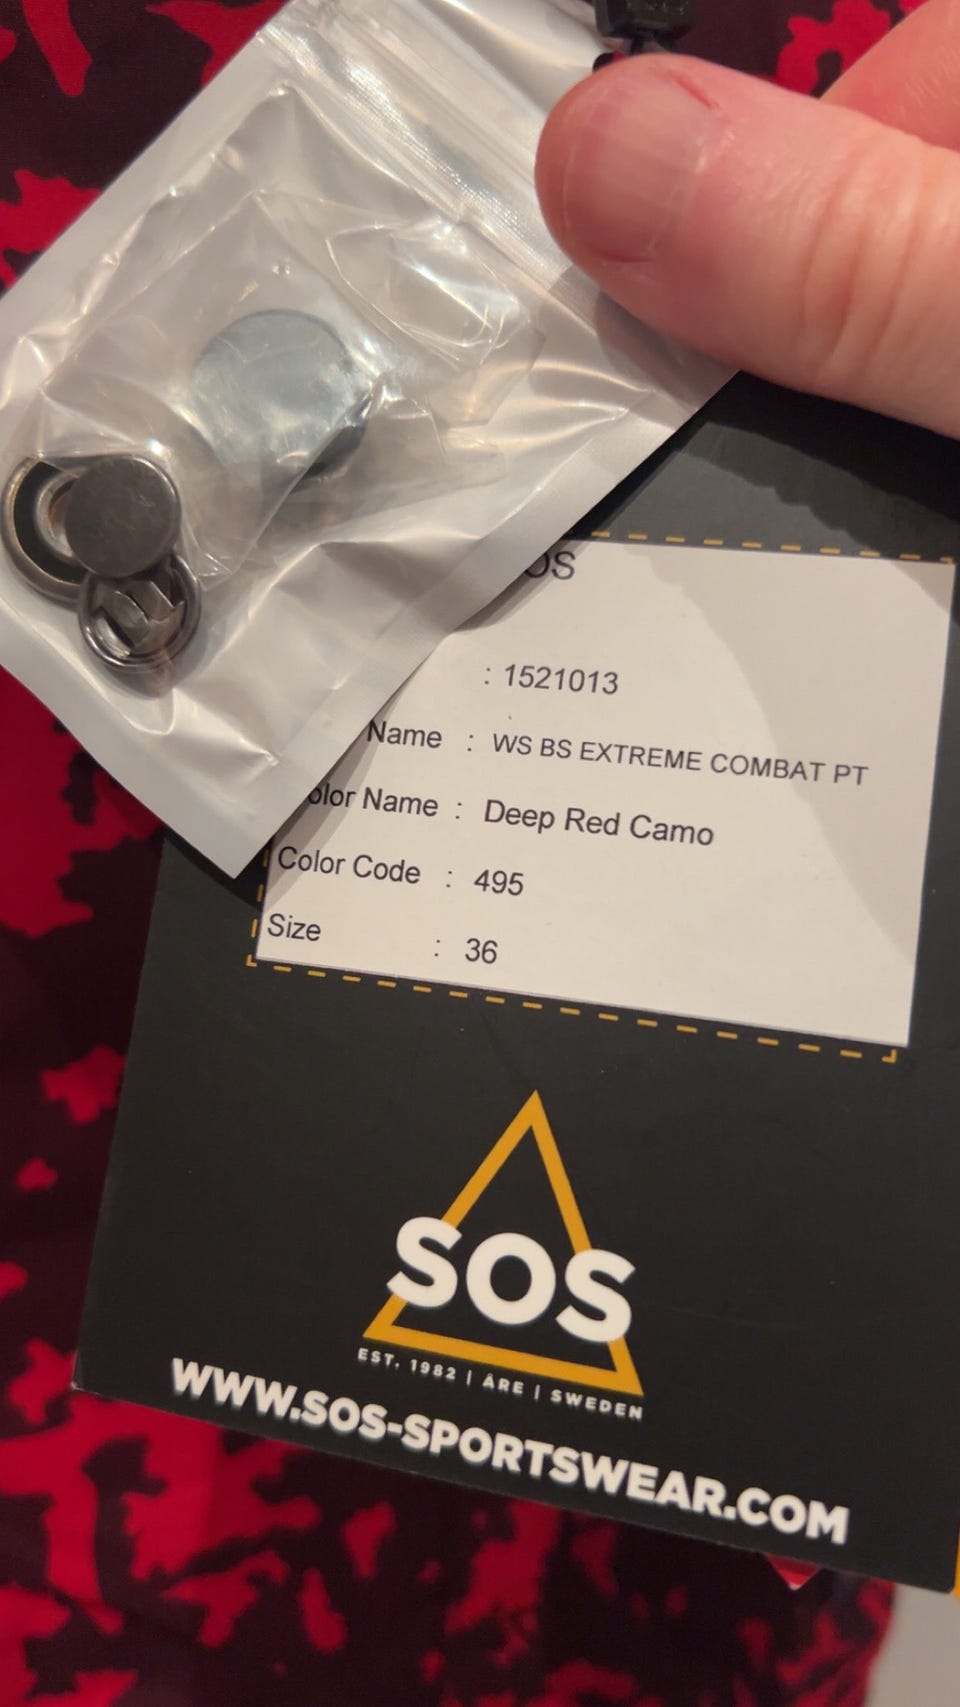 OS
: 1521013
Name : WS BS EXTREME COMBAT PT
olor Name : Deep Red Camo
Color Code : 495
Size : 36
SOS
EST. 1982 | ÅRE | SWEDEN
WWW.SOS-SPORTSWEAR.COM